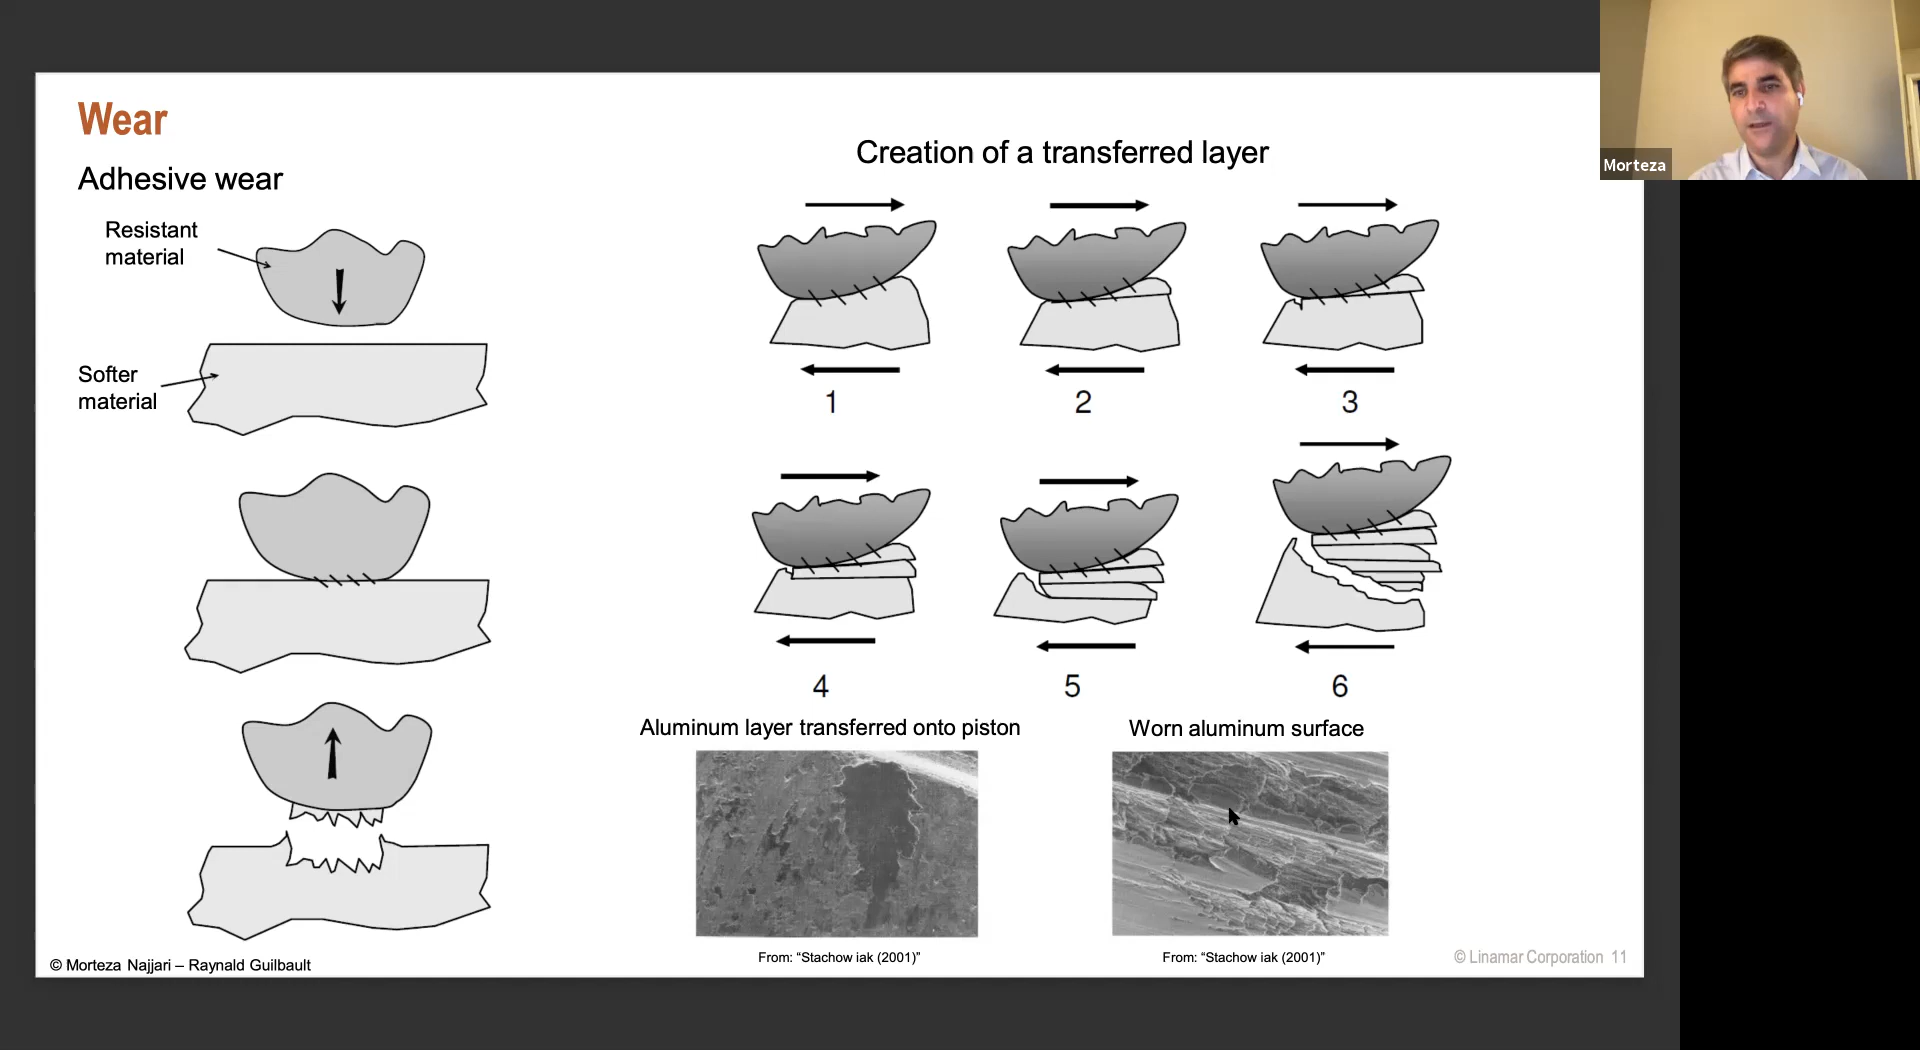 Wear
Adhesive wear
Resistant
material
Softer
material
Creation of a transferred layer
1
2
3
4
5
6
Aluminum layer transferred onto piston
Worn aluminum surface
From: “Stachow iak (2001)”
From: “Stachow iak (2001)”
© Morteza Najjari – Raynald Guilbault
© Linamar Corporation 11
Morteza